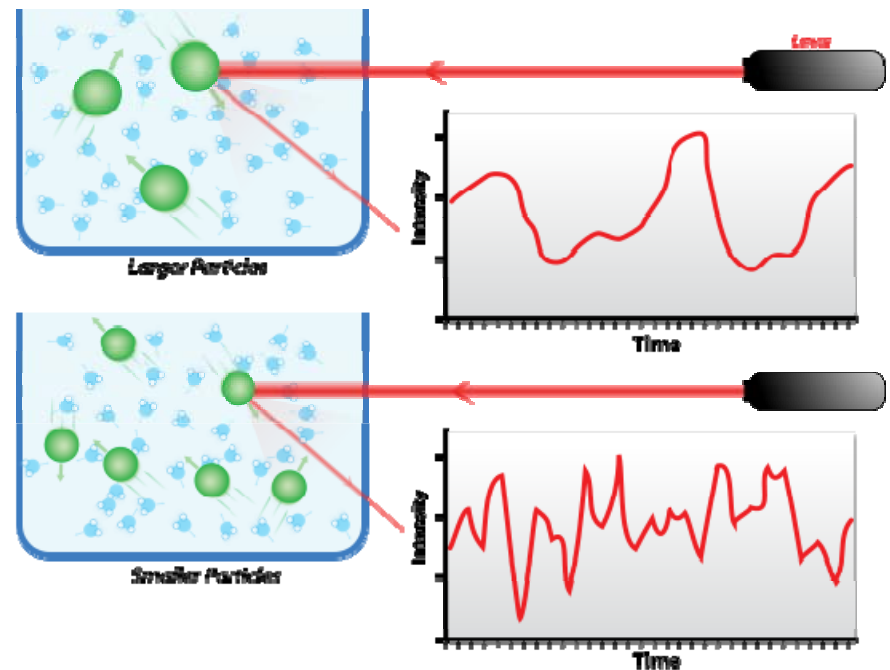 Laser
Intensity
Time
Larger Particles
Intensity
Time
Smaller Particles